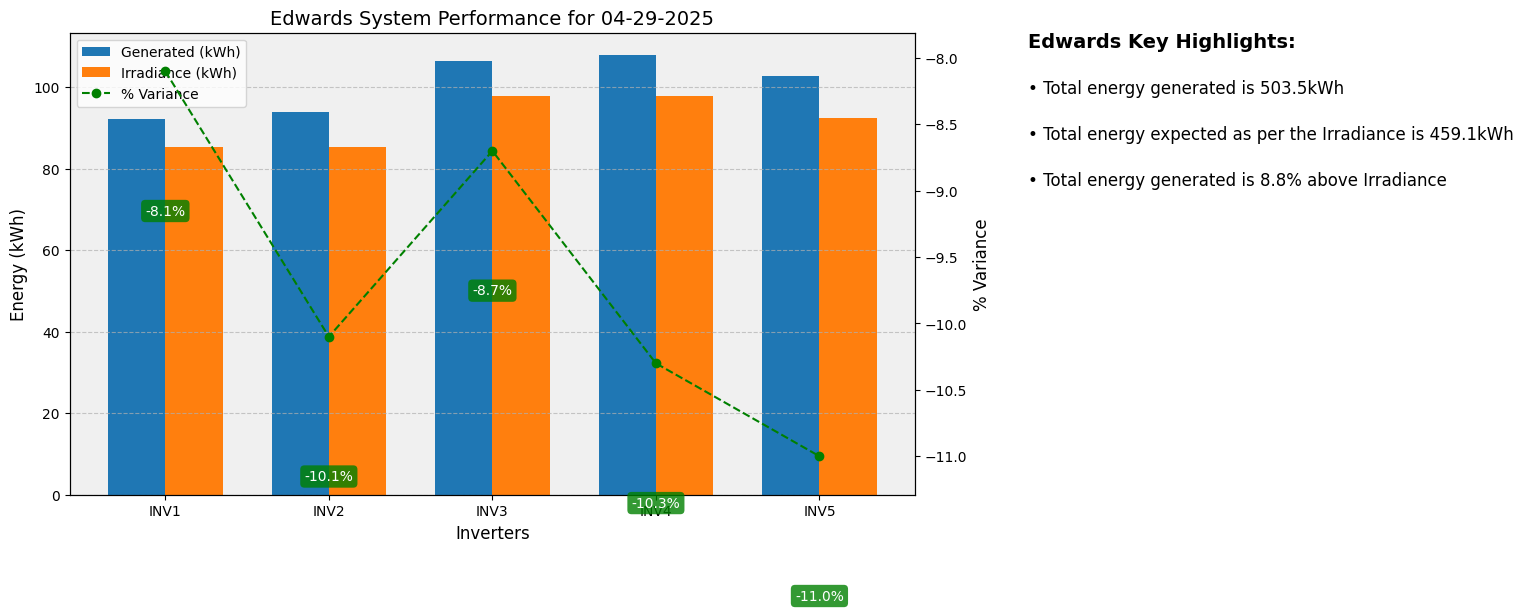 Edwards System Performance for 04-29-2025
Generated (kWh)
Irradiance (kWh)
% Variance
Energy (kWh)
100
80
60
40
20
0
-8.1%
-10.1%
-8.7%
-10.3%
-11.0%
INV1
INV2
INV3
INV4
INV5
Inverters
−8.0
−8.5
−9.0
−9.5
−10.0
−10.5
−11.0
% Variance
Edwards Key Highlights:
• Total energy generated is 503.5kWh
• Total energy expected as per the Irradiance is 459.1kWh
• Total energy generated is 8.8% above Irradiance